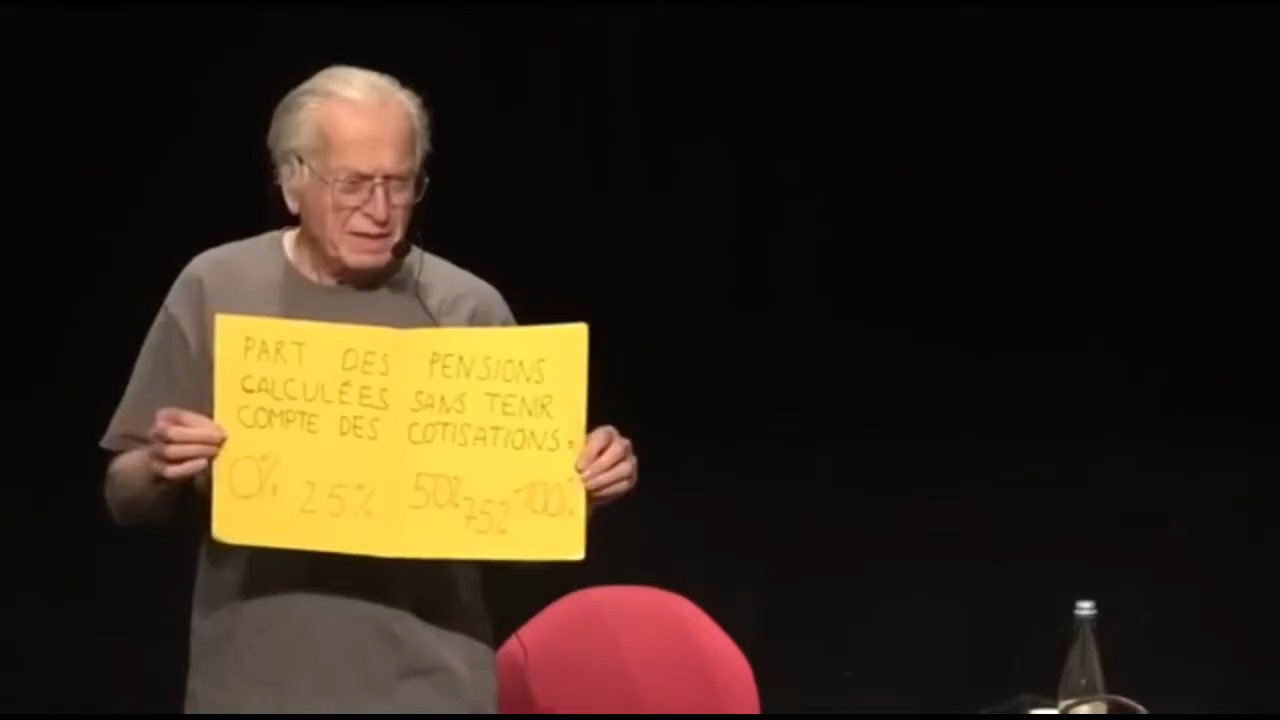 PART DES PENSIONS
CALCULÉES SANS TENIR
COMPTE DES COTISATIONS:
0% 25% 50% 75% 100%